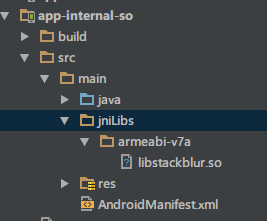 app-internal-so
build
src
main
java
jniLibs
armeabi-v7a
libstackblur.so
res
AndroidManifest.xml